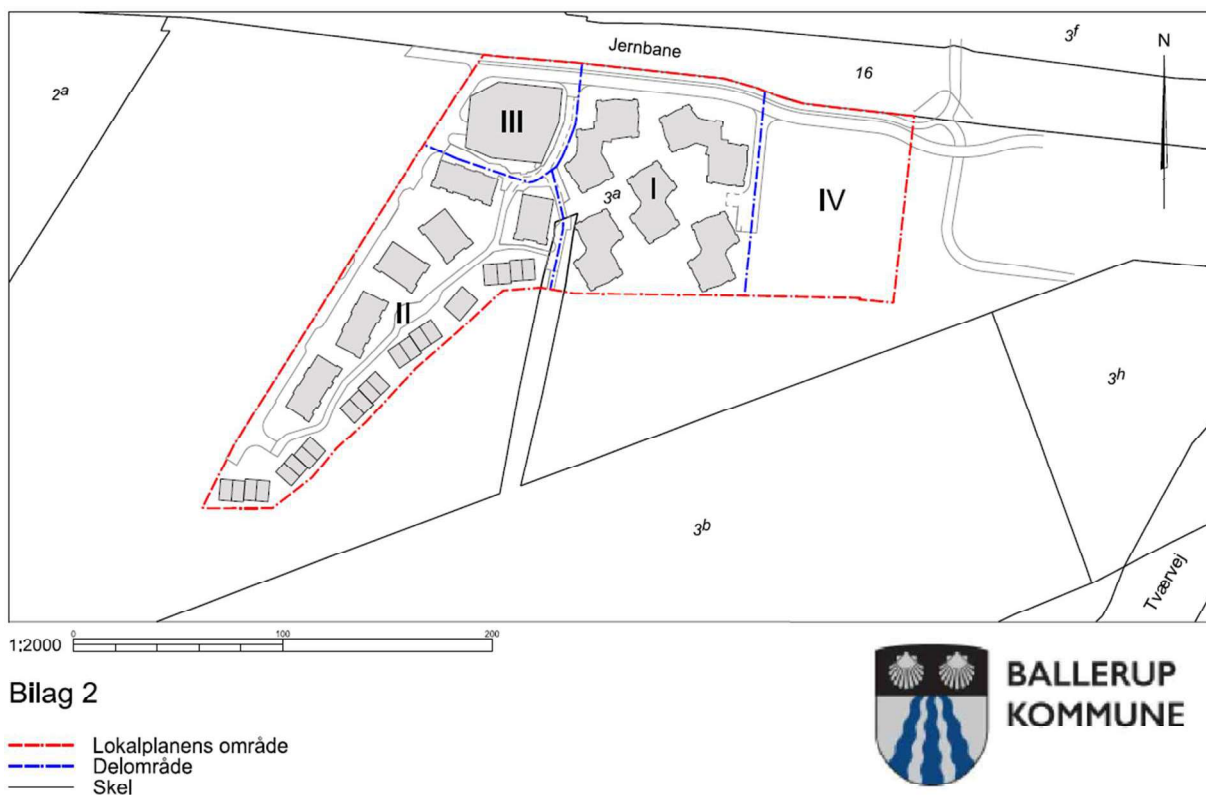 Jernbane
3f
16
N
2a
III
3a
I
IV
II
3h
3b
Tværvej
1:2000
0
100
200
Bilag 2
Lokalplanens område
Delområde
Skel
BALLERUP
KOMMUNE